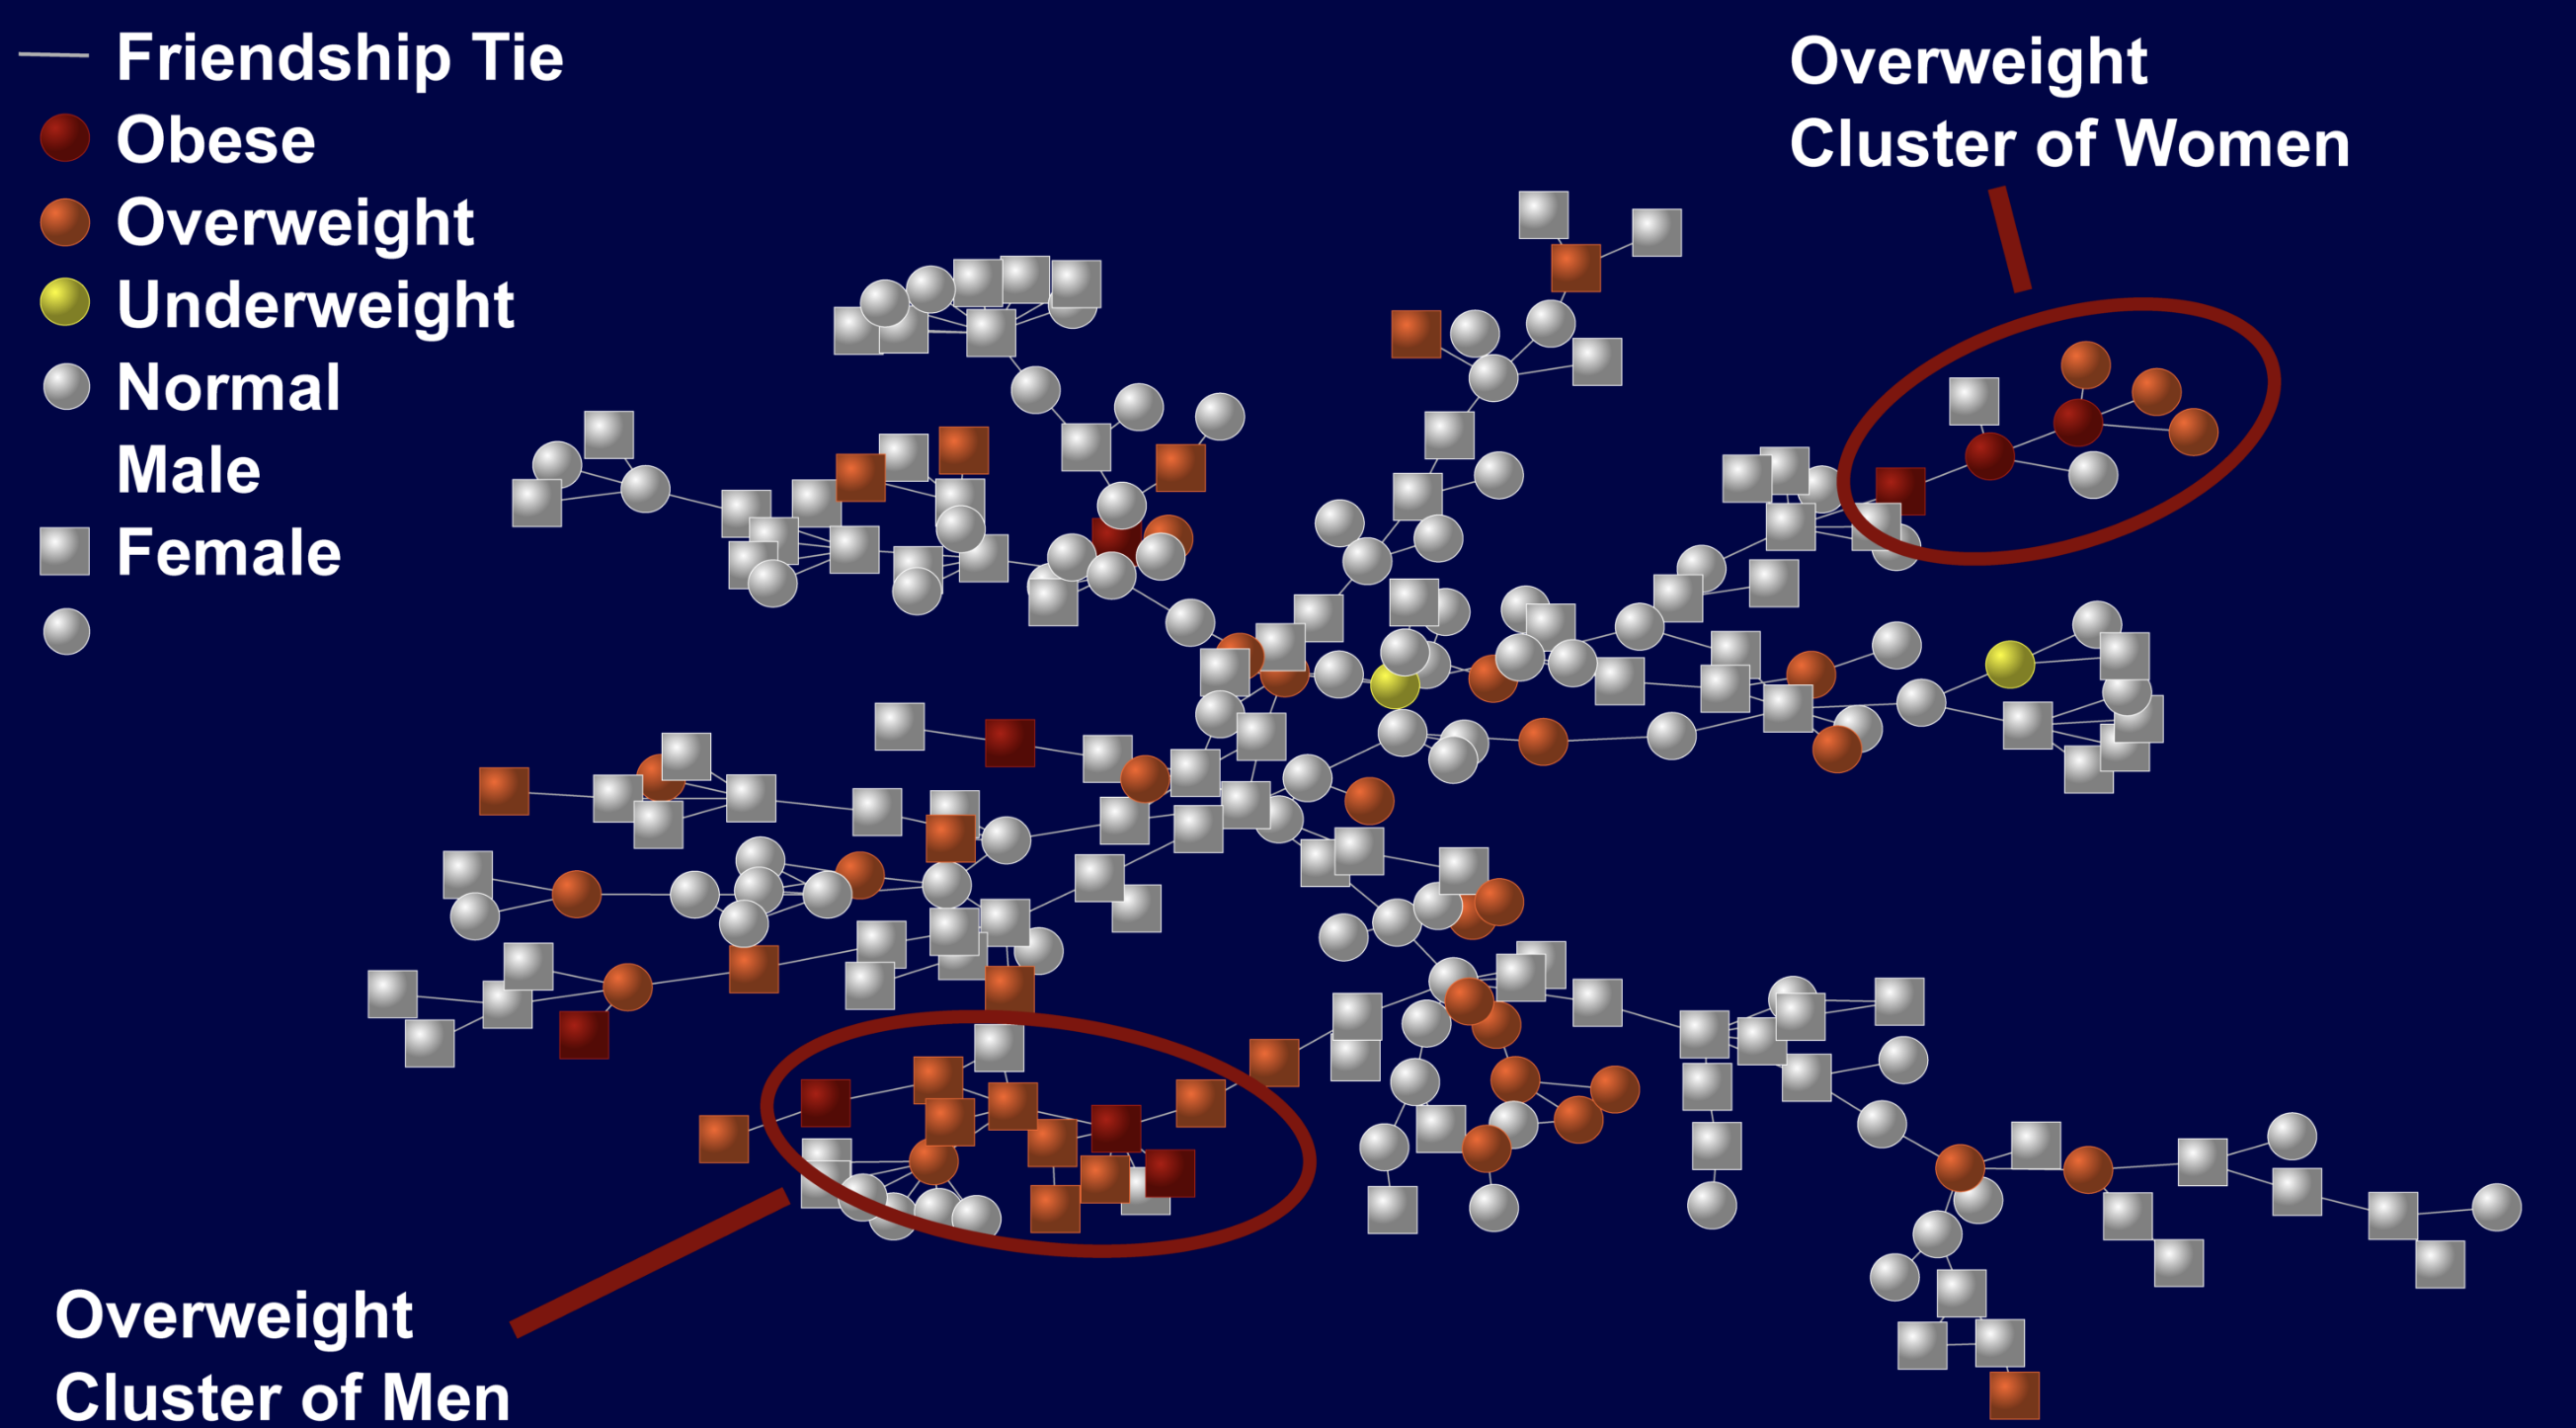 Friendship Tie
Obese
Overweight
Underweight
Normal
Male
Female
Overweight
Cluster of Women
Overweight
Cluster of Men